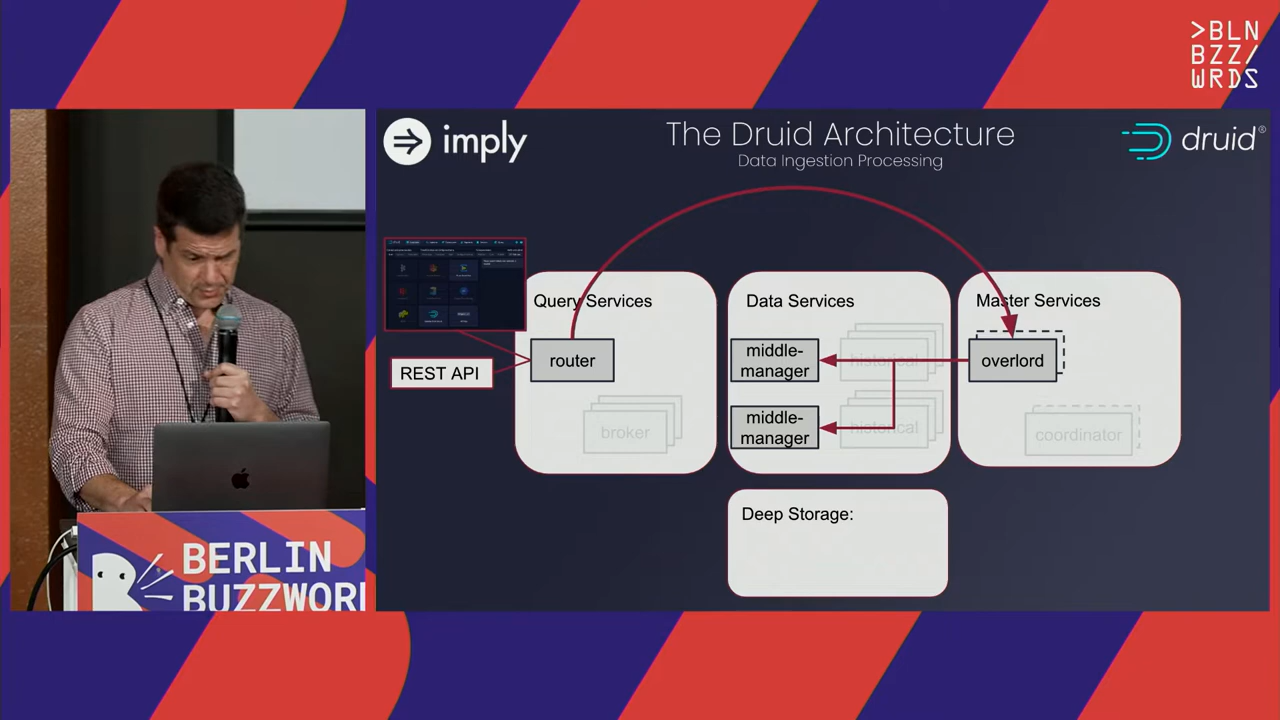 >BLN
BZZ/
WRDS
imply
The Druid Architecture
Data Ingestion Processing
druid®
Query Services
Data Services
Master Services
REST API
router
middle-
manager
historical
overlord
middle-
manager
historical
broker
coordinator
Deep Storage:
BERLIN
BUZZWOR